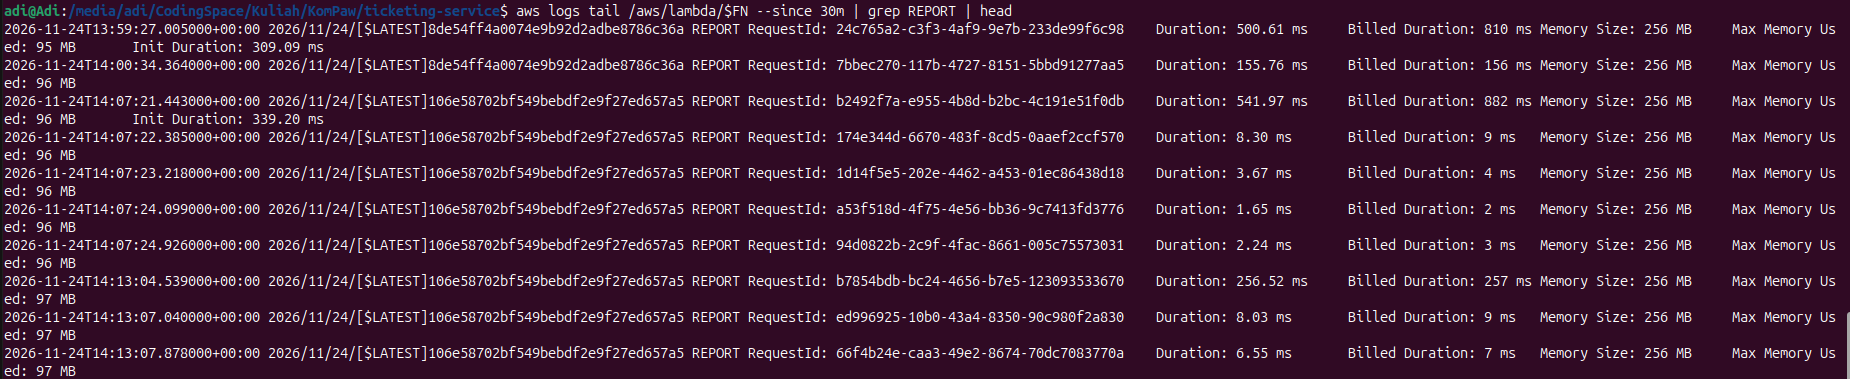 adi@Adi:/media/adi/CodingSpace/Kuliah/KomPaw/ticketing-service$ aws logs tail /aws/lambda/$FN --since 30m | grep REPORT | head
2026-11-24T13:59:27.005000+00:00 2026/11/24/[$LATEST]8de54ff4a0074e9b92d2adbe8786c36a REPORT RequestId: 24c765a2-c3f3-4af9-9e7b-233de99f6c98    Duration: 500.61 ms     Billed Duration: 810 ms Memory Size: 256 MB     Max Memory Us
ed: 95 MB       Init Duration: 309.09 ms
2026-11-24T14:00:34.364000+00:00 2026/11/24/[$LATEST]8de54ff4a0074e9b92d2adbe8786c36a REPORT RequestId: 7bbec270-117b-4727-8151-5bbd91277aa5    Duration: 155.76 ms     Billed Duration: 156 ms Memory Size: 256 MB     Max Memory Us
ed: 96 MB
2026-11-24T14:07:21.443000+00:00 2026/11/24/[$LATEST]106e58702bf549bebdf2e9f27ed657a5 REPORT RequestId: b2492f7a-e955-4b8d-b2bc-4c191e51f0db    Duration: 541.97 ms     Billed Duration: 882 ms Memory Size: 256 MB     Max Memory Us
ed: 96 MB       Init Duration: 339.20 ms
2026-11-24T14:07:22.385000+00:00 2026/11/24/[$LATEST]106e58702bf549bebdf2e9f27ed657a5 REPORT RequestId: 174e344d-6670-483f-8cd5-0aaef2ccf570    Duration: 8.30 ms       Billed Duration: 9 ms   Memory Size: 256 MB     Max Memory Us
ed: 96 MB
2026-11-24T14:07:23.218000+00:00 2026/11/24/[$LATEST]106e58702bf549bebdf2e9f27ed657a5 REPORT RequestId: 1d14f5e5-202e-4462-a453-01ec86438d18    Duration: 3.67 ms       Billed Duration: 4 ms   Memory Size: 256 MB     Max Memory Us
ed: 96 MB
2026-11-24T14:07:24.099000+00:00 2026/11/24/[$LATEST]106e58702bf549bebdf2e9f27ed657a5 REPORT RequestId: a53f518d-4f75-4e56-bb36-9c7413fd3776    Duration: 1.65 ms       Billed Duration: 2 ms   Memory Size: 256 MB     Max Memory Us
ed: 96 MB
2026-11-24T14:07:24.926000+00:00 2026/11/24/[$LATEST]106e58702bf549bebdf2e9f27ed657a5 REPORT RequestId: 94d0822b-2c9f-4fac-8661-005c75573031    Duration: 2.24 ms       Billed Duration: 3 ms   Memory Size: 256 MB     Max Memory Us
ed: 96 MB
2026-11-24T14:13:04.539000+00:00 2026/11/24/[$LATEST]106e58702bf549bebdf2e9f27ed657a5 REPORT RequestId: b7854bdb-bc24-4656-b7e5-123093533670    Duration: 256.52 ms     Billed Duration: 257 ms Memory Size: 256 MB     Max Memory Us
ed: 97 MB
2026-11-24T14:13:07.040000+00:00 2026/11/24/[$LATEST]106e58702bf549bebdf2e9f27ed657a5 REPORT RequestId: ed996925-10b0-43a4-8350-90c980f2a830    Duration: 8.03 ms       Billed Duration: 9 ms   Memory Size: 256 MB     Max Memory Us
ed: 97 MB
2026-11-24T14:13:07.878000+00:00 2026/11/24/[$LATEST]106e58702bf549bebdf2e9f27ed657a5 REPORT RequestId: 66f4b24e-caa3-49e2-8674-70dc7083770a    Duration: 6.55 ms       Billed Duration: 7 ms   Memory Size: 256 MB     Max Memory Us
ed: 97 MB